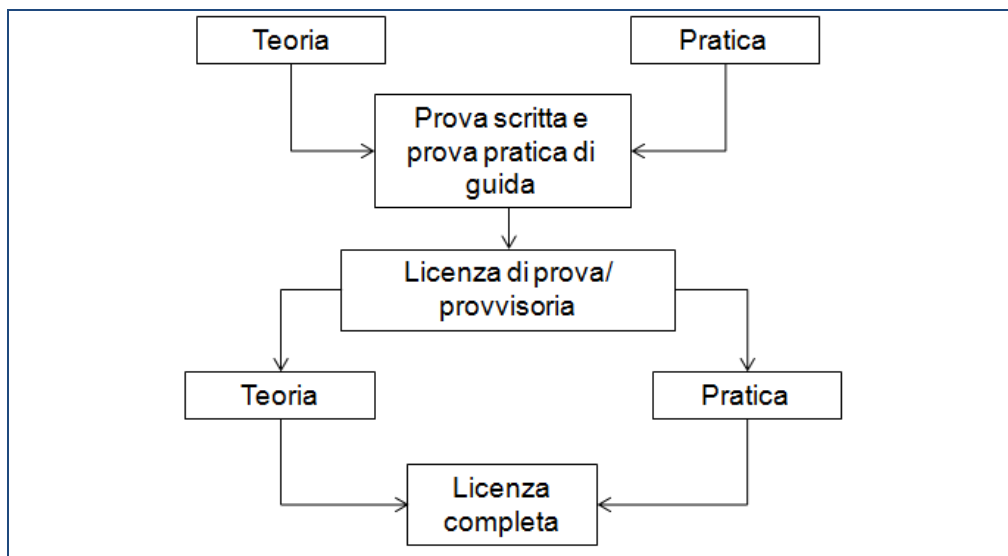 Teoria
Pratica
Prova scritta e
prova pratica di
guida
Licenza di prova/
provvisoria
Teoria
Pratica
Licenza
completa